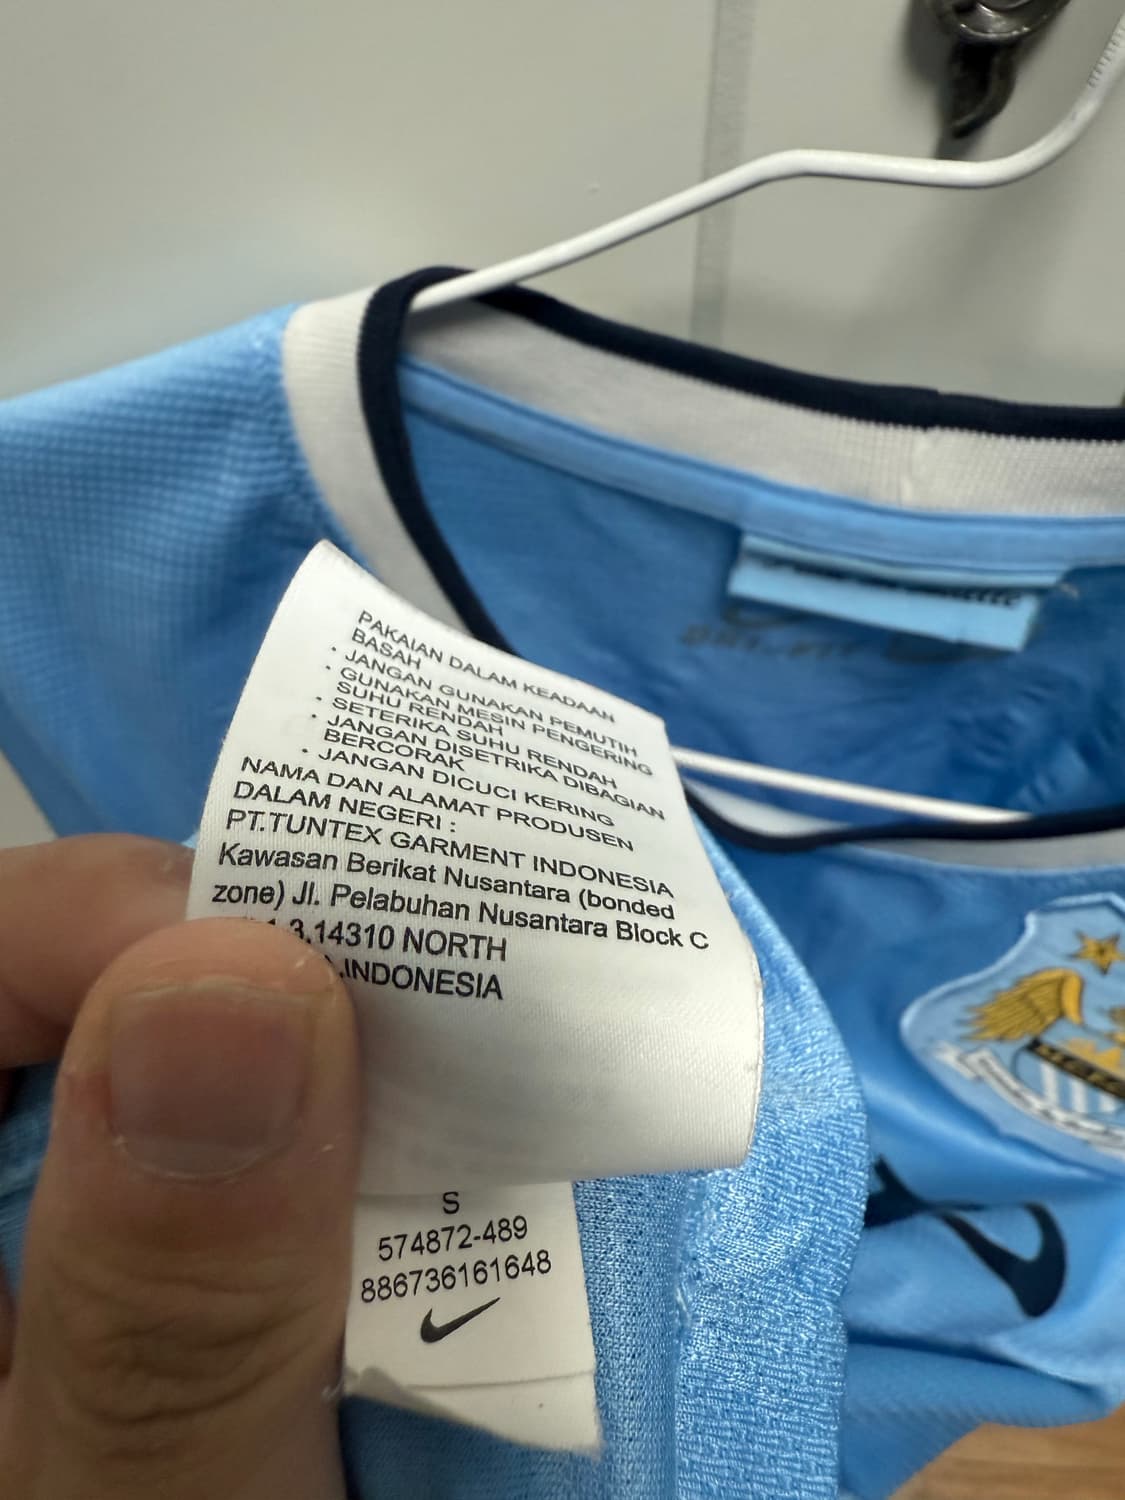 PAKAIAN DALAM KEADAAN
BASAH
· JANGAN GUNAKAN PEMUTIH
· GUNAKAN MESIN PENGERING
SUHU RENDAH
· SETERIKA SUHU RENDAH
· JANGAN DISETRIKA DIBAGIAN
BERCORAK
· JANGAN DICUCI KERING
NAMA DAN ALAMAT PRODUSEN
DALAM NEGERI :
PT.TUNTEX GARMENT INDONESIA
Kawasan Berikat Nusantara (bonded
zone) Jl. Pelabuhan Nusantara Block C
3.14310 NORTH
INDONESIA
S
574872-489
886736161648